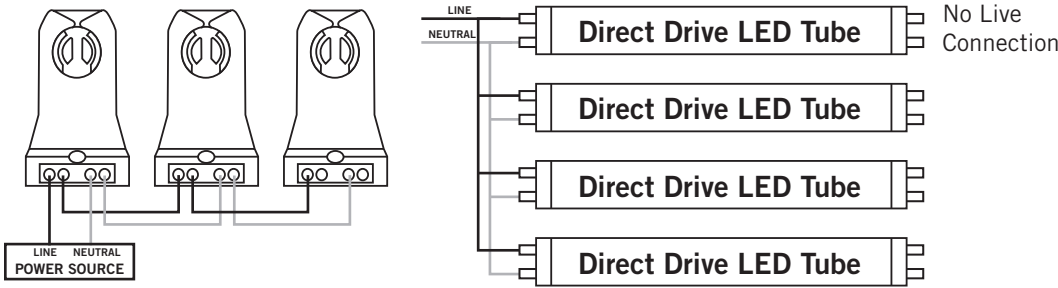 LINE NEUTRAL
POWER SOURCE
LINE
NEUTRAL
Direct Drive LED Tube
No Live
Connection
Direct Drive LED Tube
Direct Drive LED Tube
Direct Drive LED Tube